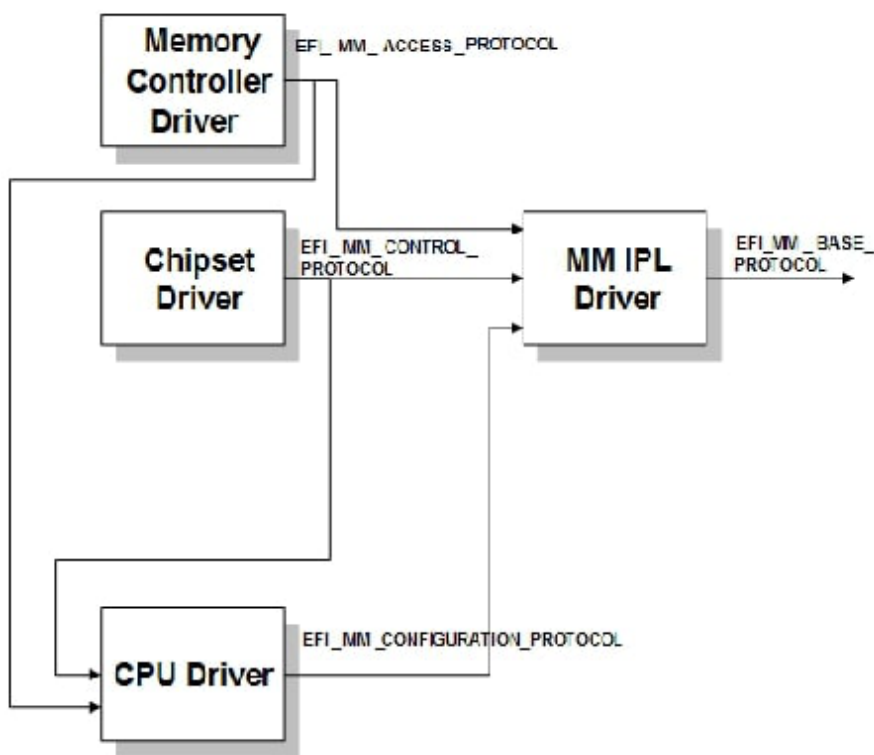 Memory
Controller
Driver
EFI_MM_ACCESS_PROTOCOL
Chipset
Driver
EFI_MM_CONTROL_
PROTOCOL
MM IPL
Driver
EFI_MM_BASE_
PROTOCOL
CPU Driver
EFI_MM_CONFIGURATION_PROTOCOL